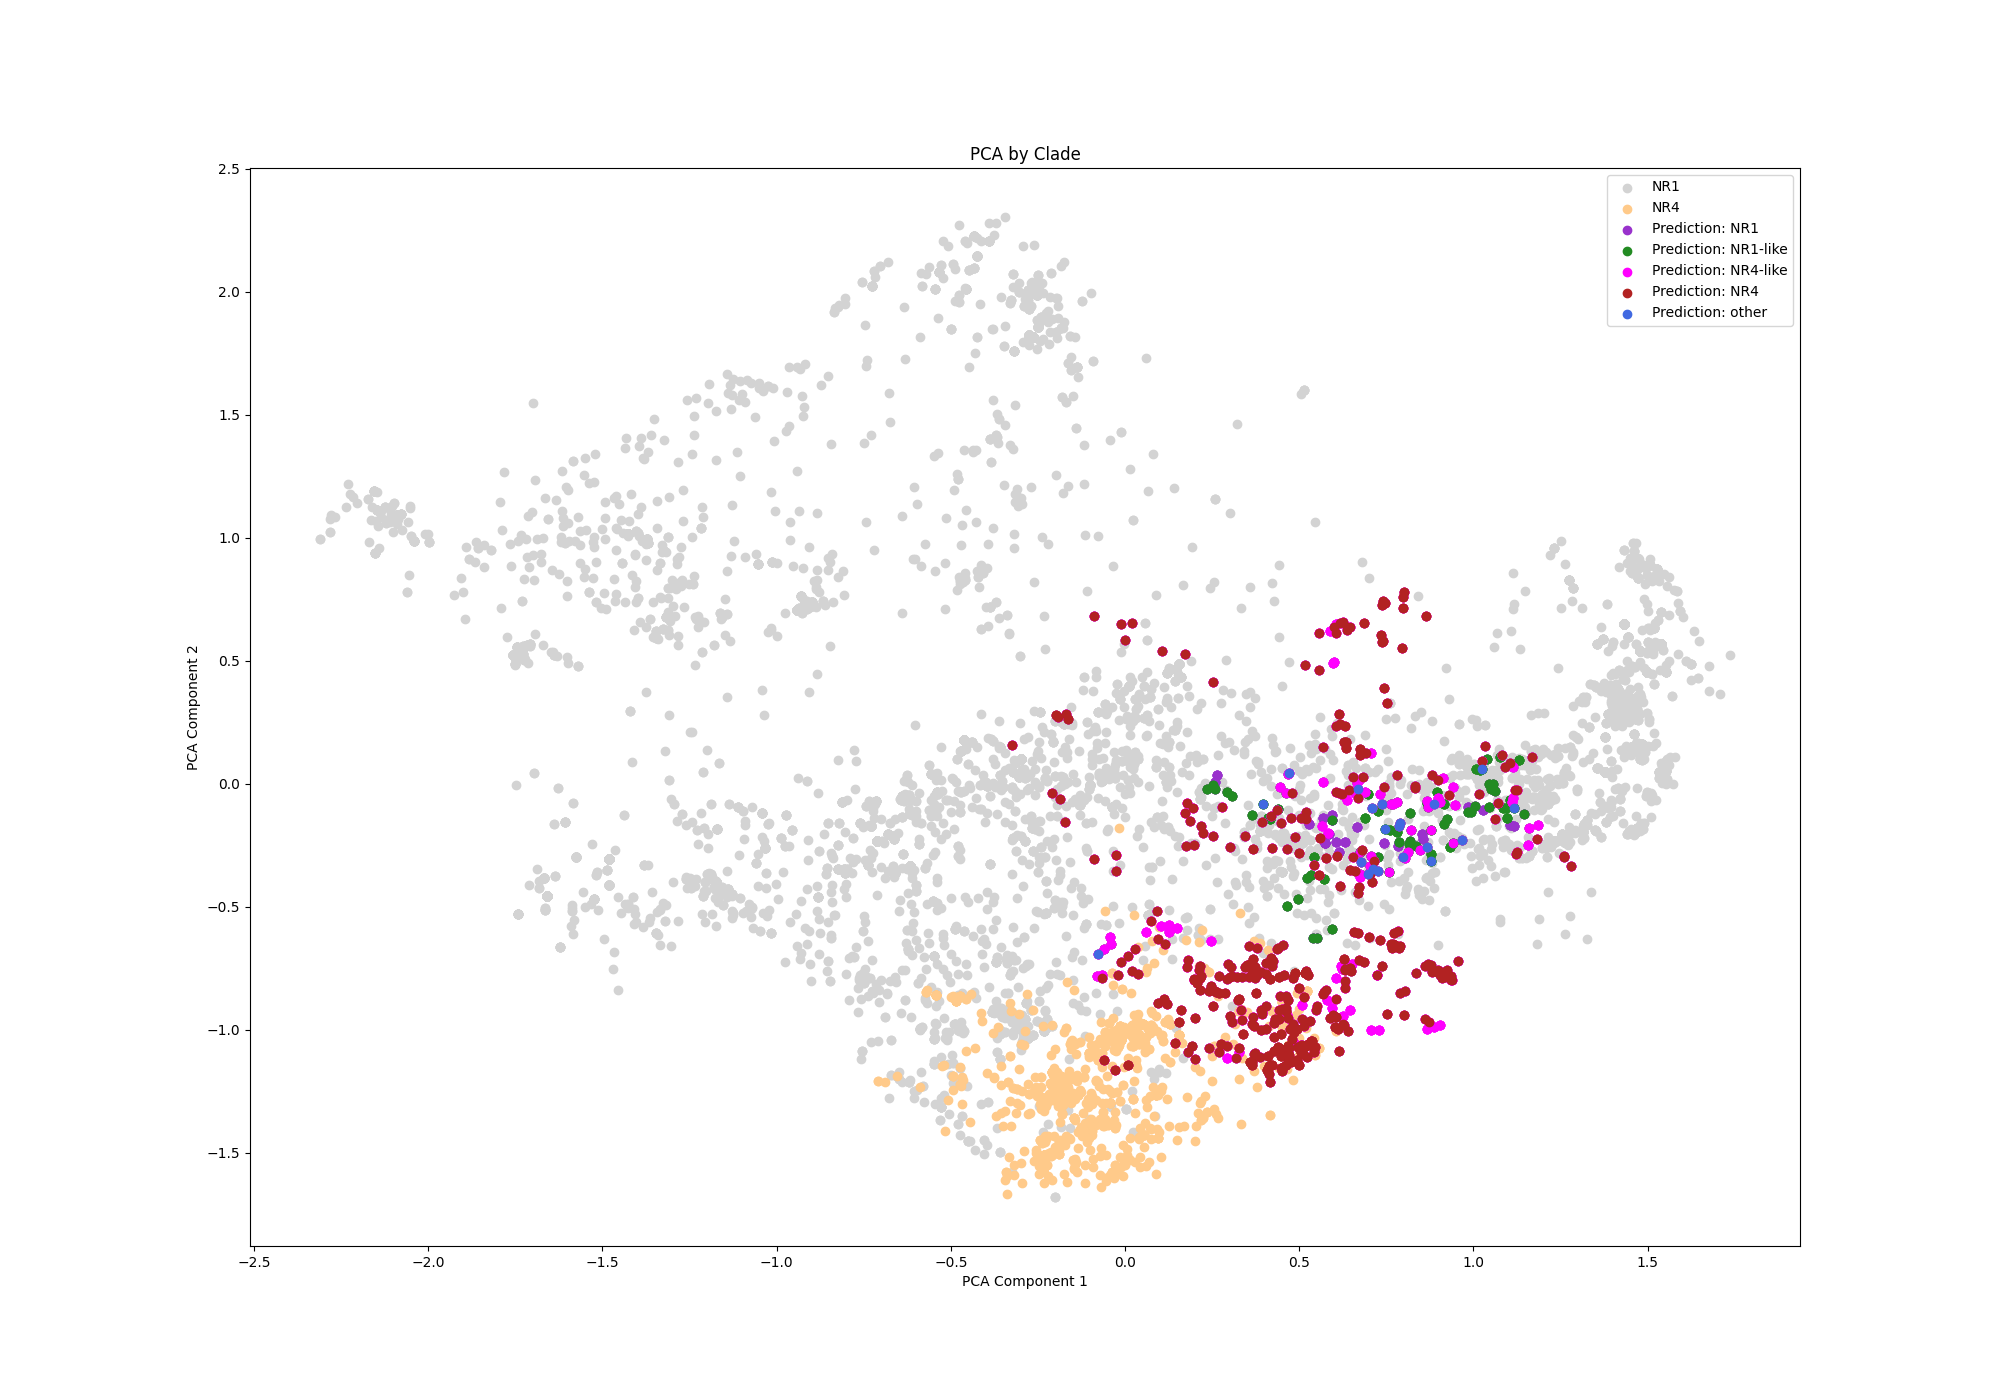 PCA by Clade
NR1
NR4
Prediction: NR1
Prediction: NR1-like
Prediction: NR4-like
Prediction: NR4
Prediction: other
2.5
2.0
1.5
1.0
0.5
0.0
−0.5
−1.0
−1.5
PCA Component 2
−2.5
−2.0
−1.5
−1.0
−0.5
0.0
0.5
1.0
1.5
PCA Component 1